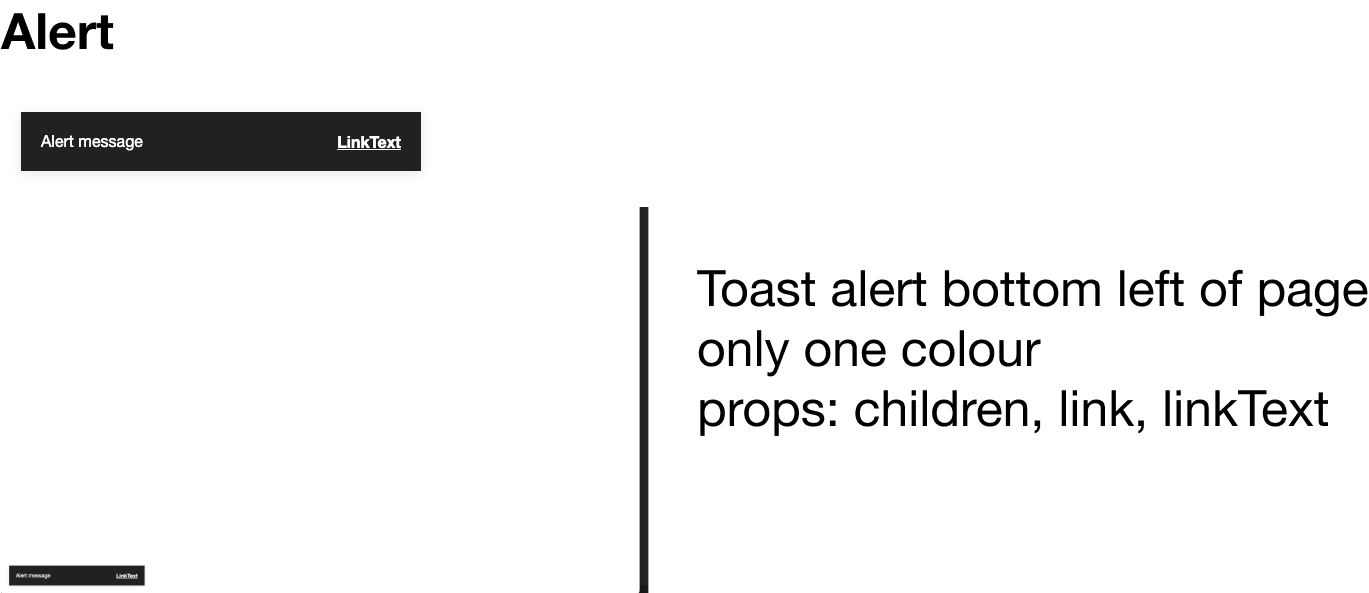 Alert
Alert message LinkText
Toast alert bottom left of page
only one colour
props: children, link, linkText
Alert message LinkText